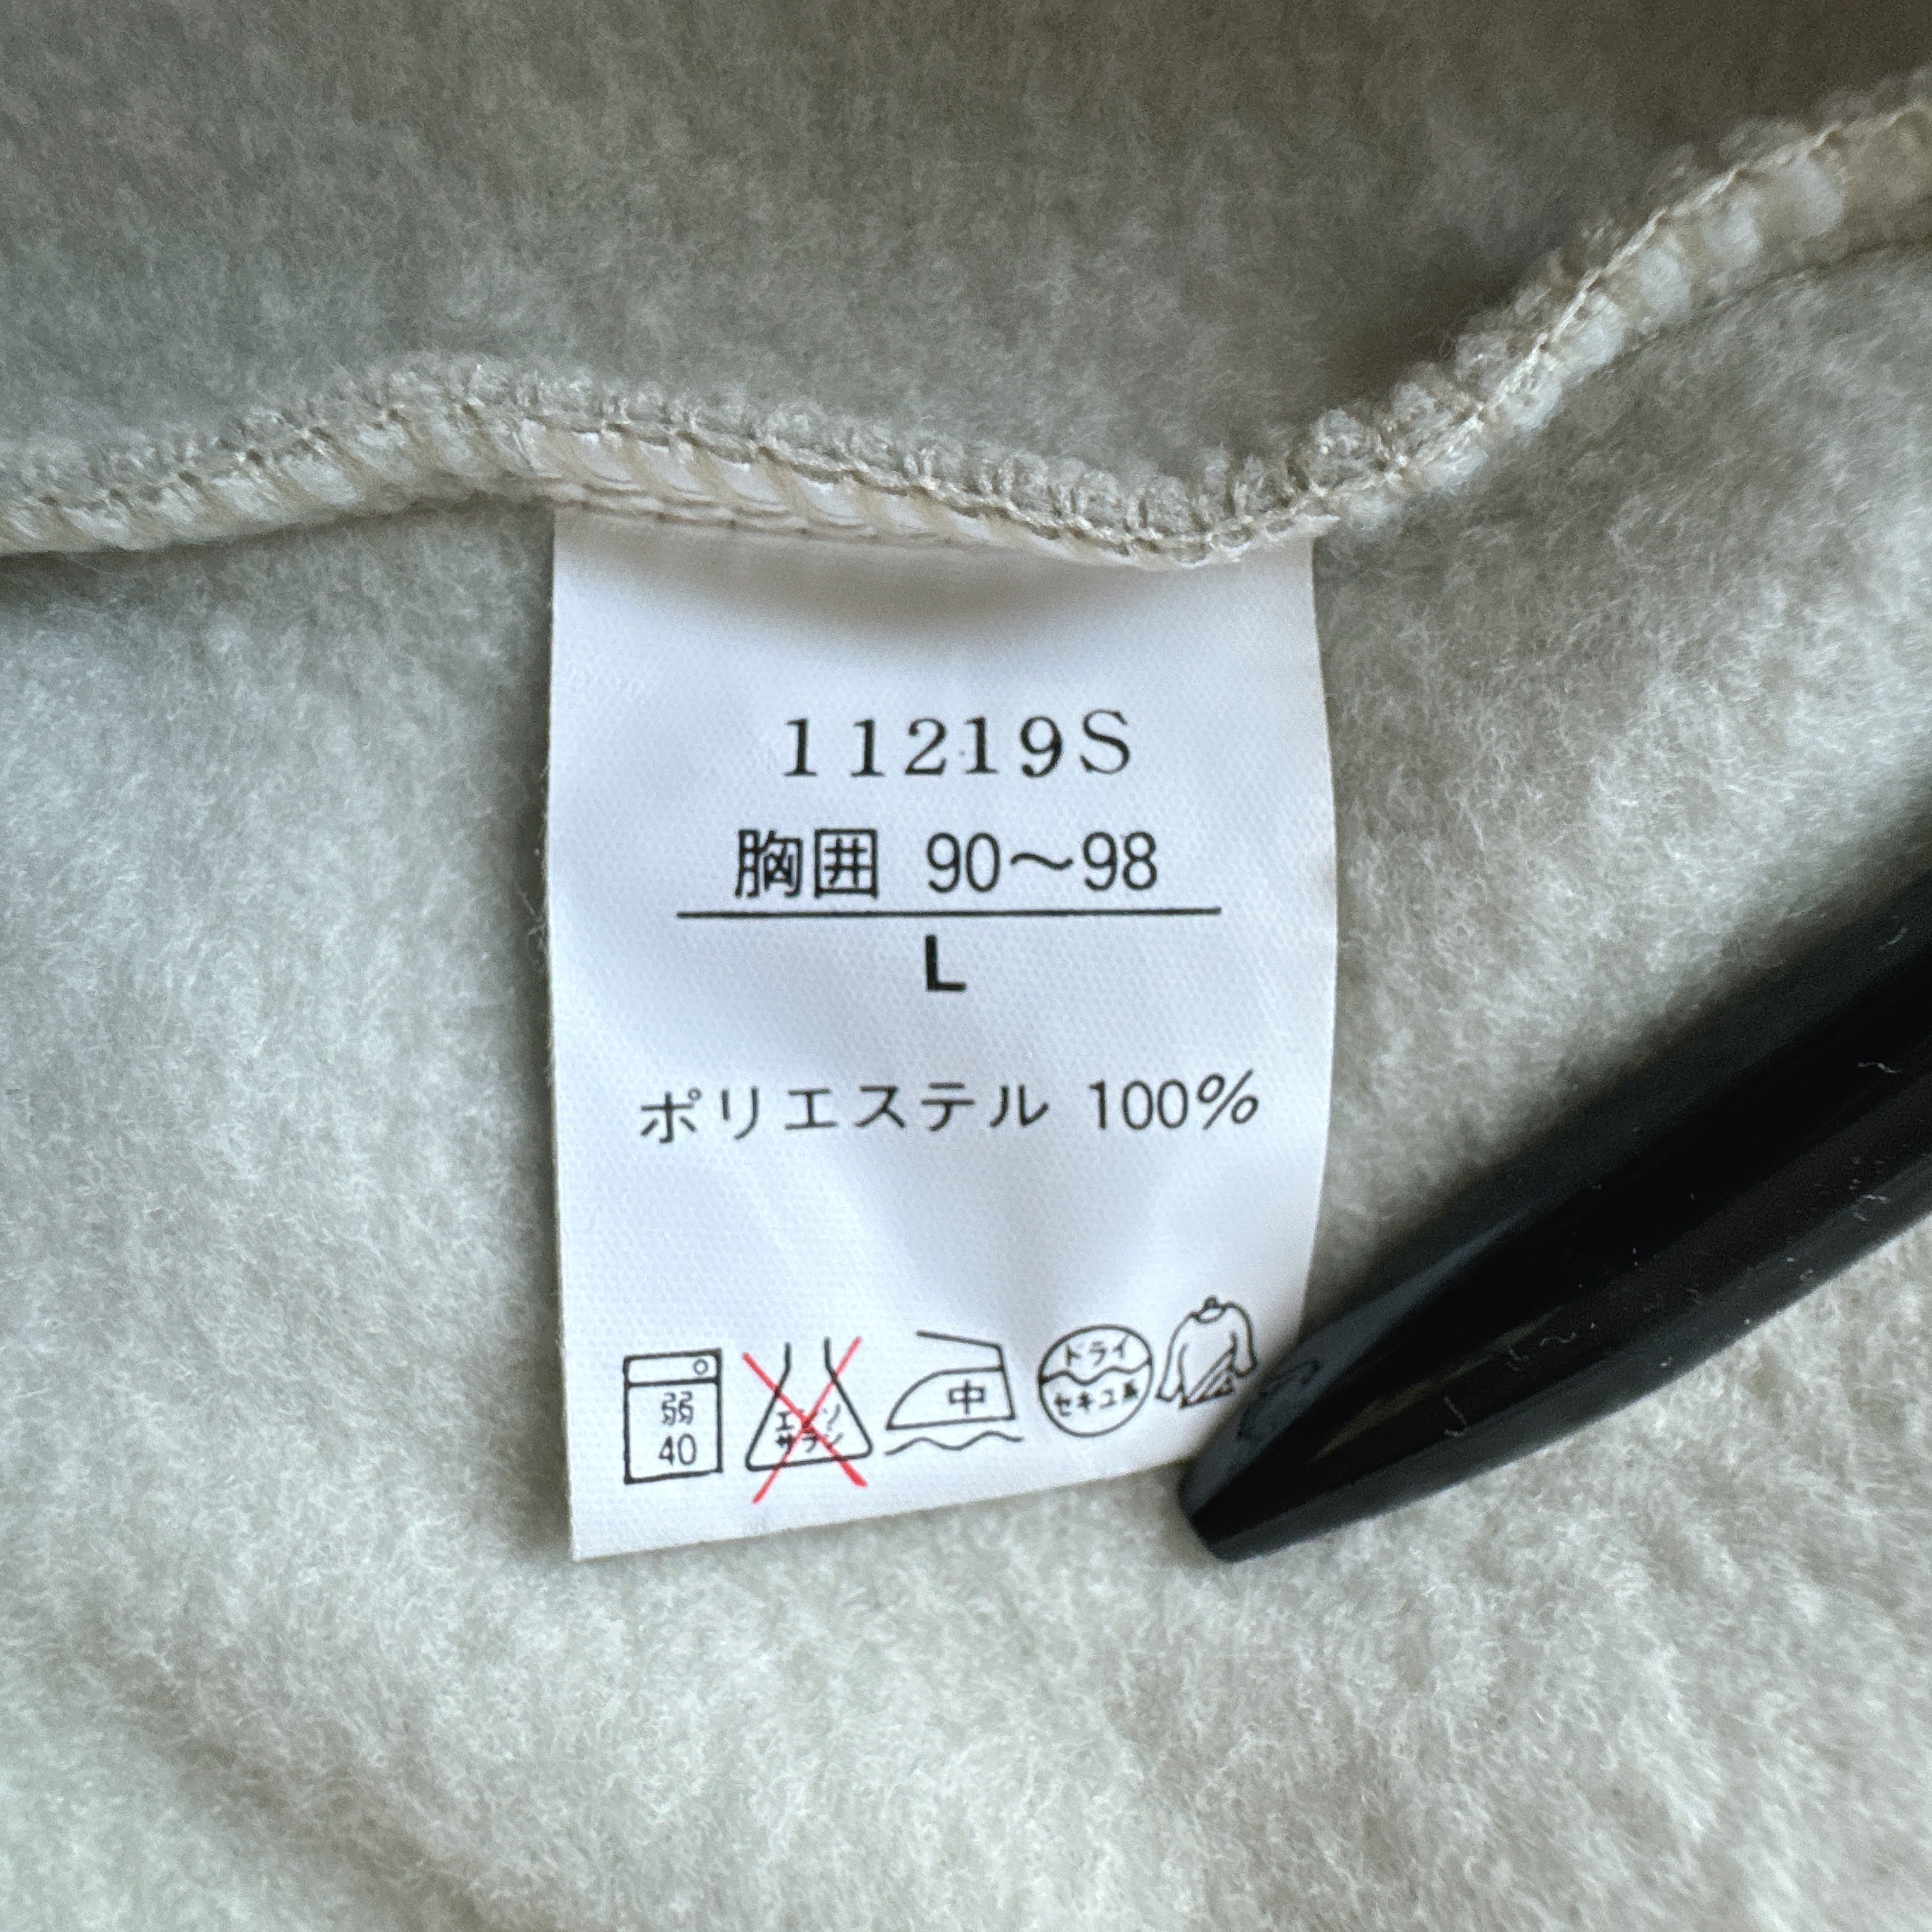 11219S
胸囲 90～98
L
ポリエステル 100%
弱
40
エンソ
サラシ
中
ドライ
セキユ系